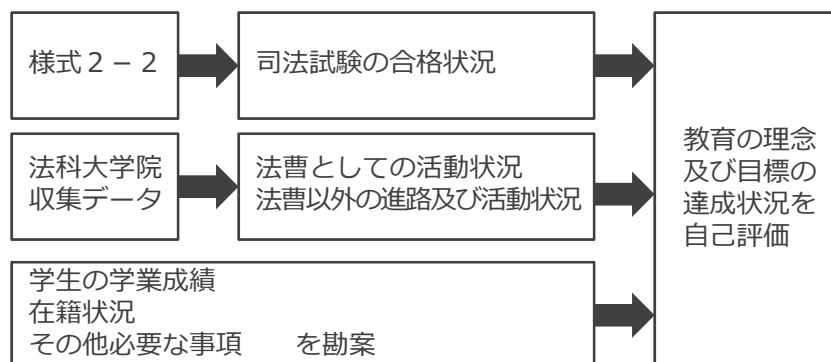 様式２－２
司法試験の合格状況
法科大学院
収集データ
法曹としての活動状況
法曹以外の進路及び活動状況
学生の学業成績
在籍状況
その他必要な事項　　を勘案
教育の理念
及び目標の
達成状況を
自己評価